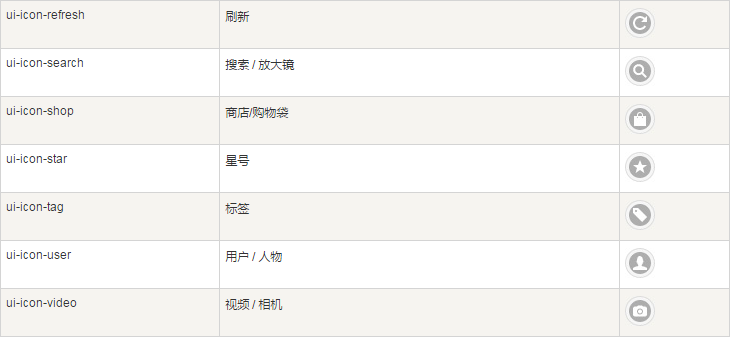 ui-icon-refresh 刷新
ui-icon-search 搜索 / 放大镜
ui-icon-shop 商店/购物袋
ui-icon-star 星号
ui-icon-tag 标签
ui-icon-user 用户 / 人物
ui-icon-video 视频 / 相机